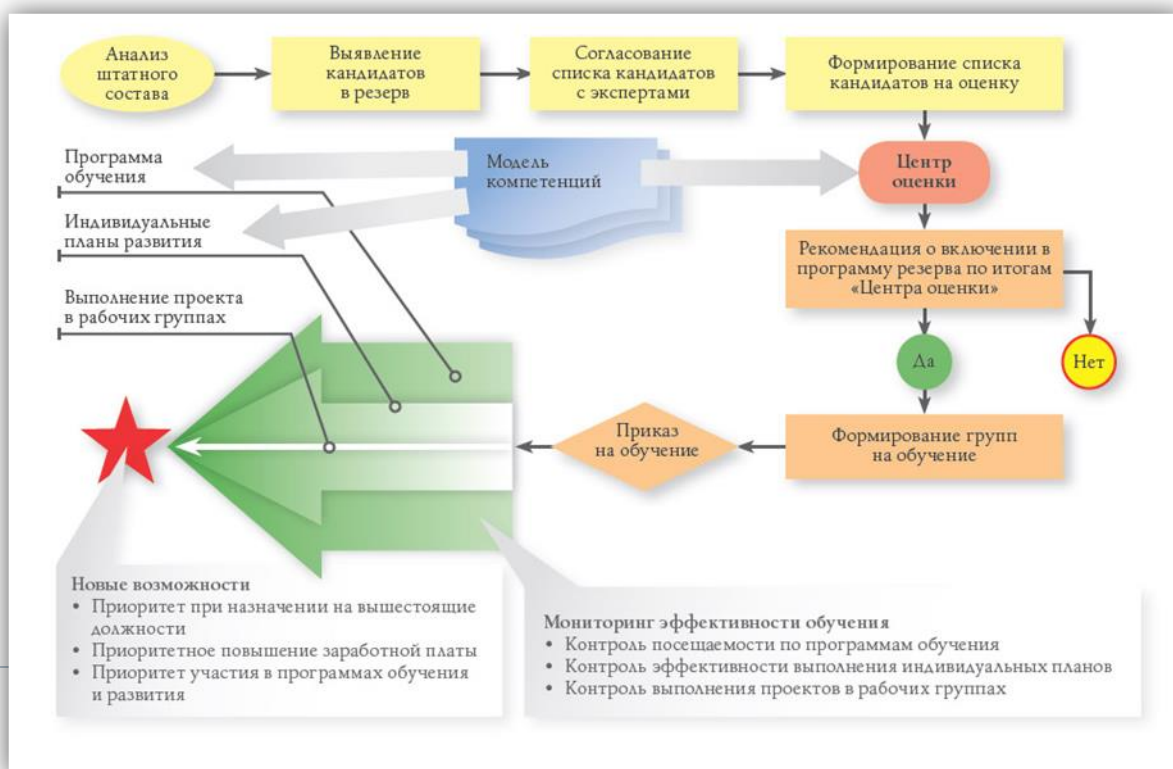 Анализ
штатного
состава
Выявление
кандидатов
в резерв
Согласование
списка кандидатов
с экспертами
Формирование списка
кандидатов на оценку
Программа
обучения
Модель
компетенций
Центр
оценки
Индивидуальные
планы развития
Рекомендация о включении в
программу резерва по итогам
«Центра оценки»
Выполнение проекта
в рабочих группах
Да
Нет
Приказ
на обучение
Формирование групп
на обучение
Новые возможности
• Приоритет при назначении на вышестоящие
должности
• Приоритетное повышение заработной платы
• Приоритет участия в программах обучения
и развития
Мониторинг эффективности обучения
• Контроль посещаемости по программам обучения
• Контроль эффективности выполнения индивидуальных планов
• Контроль выполнения проектов в рабочих группах